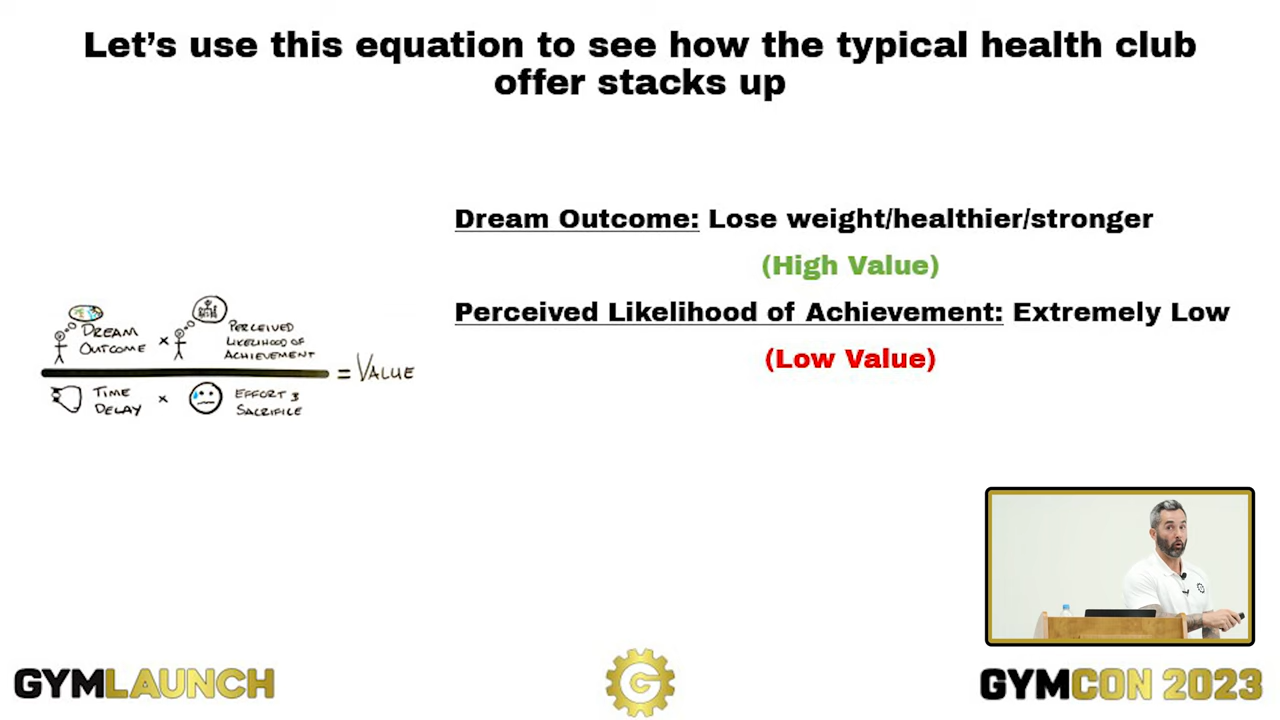 Let's use this equation to see how the typical health club
offer stacks up
Dream Outcome: Lose weight/healthier/stronger
(High Value)
Perceived Likelihood of Achievement: Extremely Low
(Low Value)
DREAM
OUTCOME
x
PERCEIVED
LIKELIHOOD OF
ACHIEVEMENT
= VALUE
TIME
DELAY
x
EFFORT &
SACRIFICE
GYMLAUNCH
G
GYMCON 2023